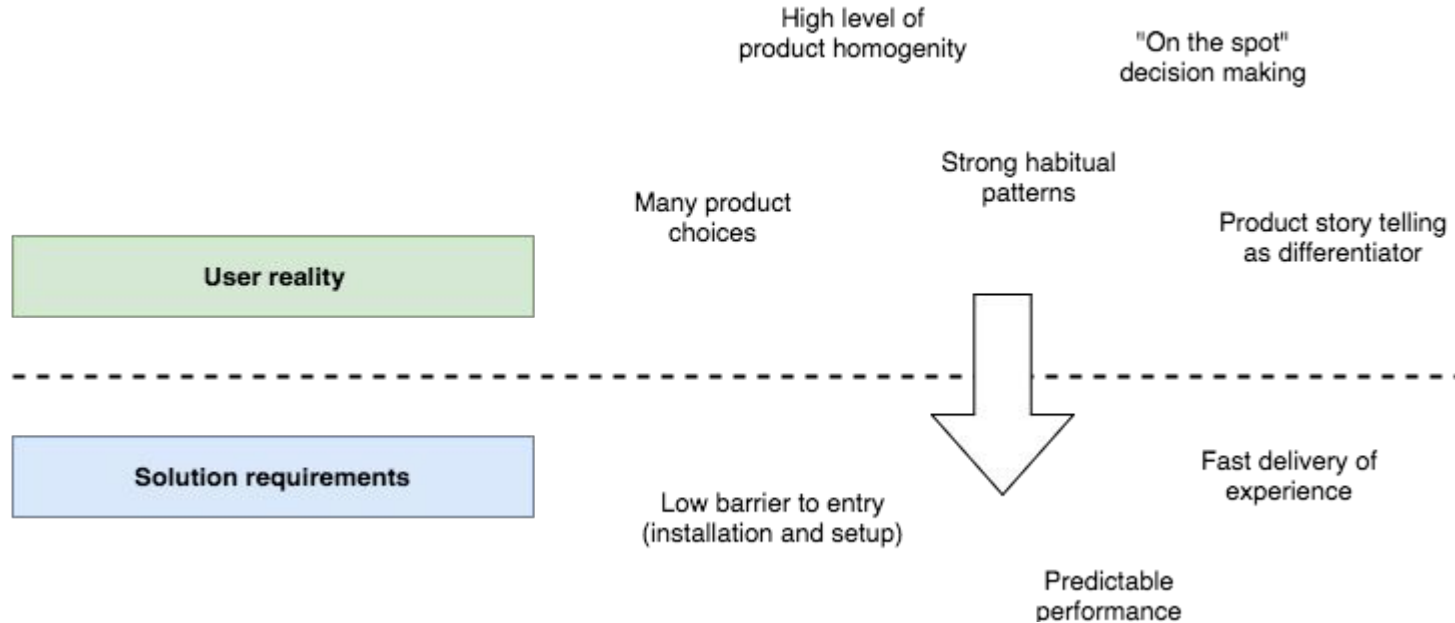 High level of
product homogenity
"On the spot"
decision making
Strong habitual
patterns
Many product
choices
Product story telling
as differentiator
User reality
Solution requirements
Fast delivery of
experience
Low barrier to entry
(installation and setup)
Predictable
performance